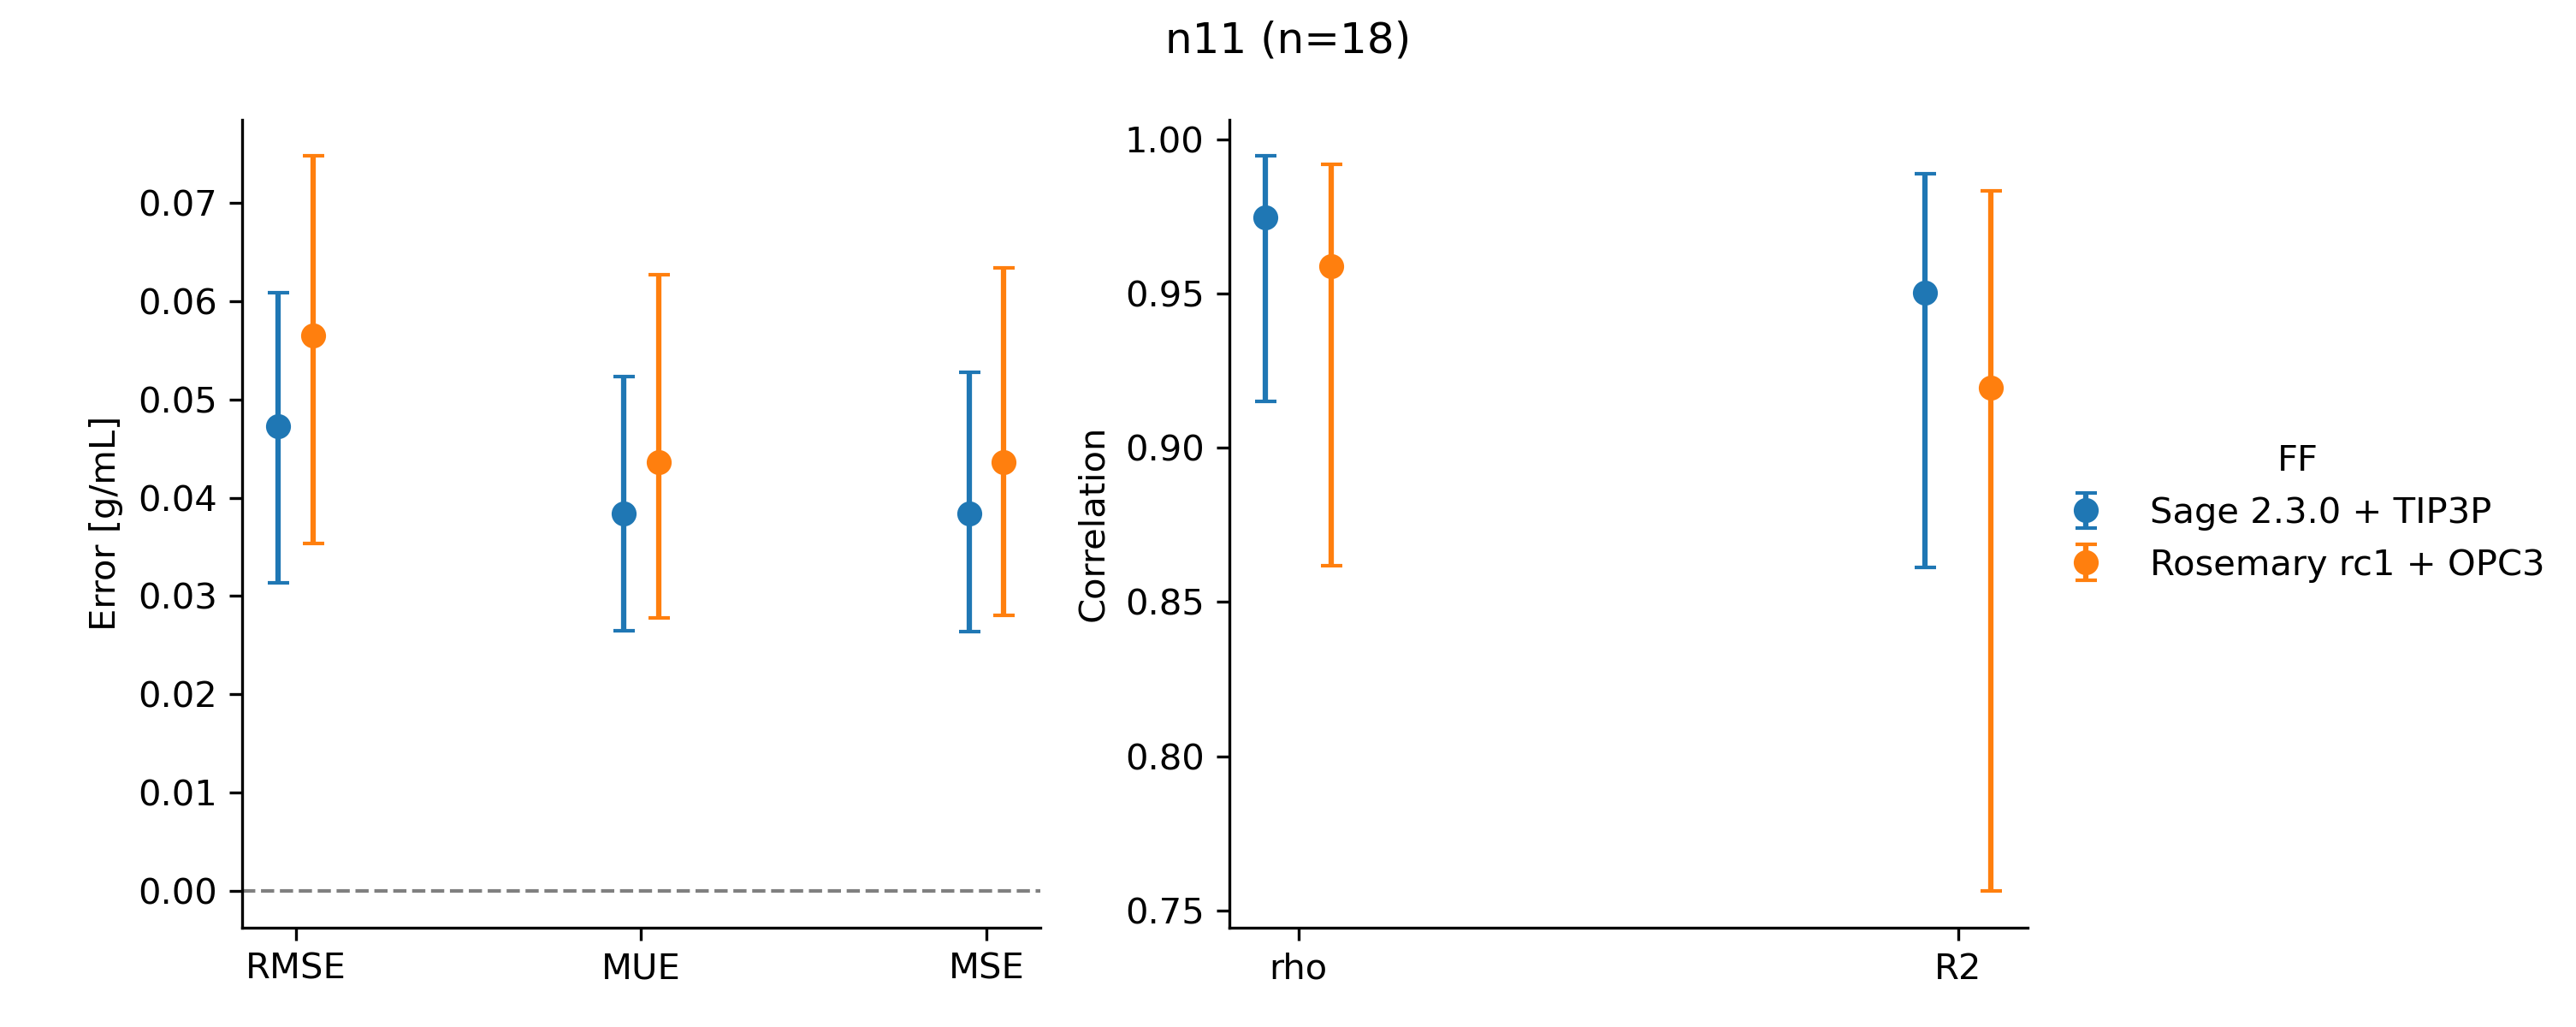 n11 (n=18)
Error [g/mL]
0.07
0.06
0.05
0.04
0.03
0.02
0.01
0.00
RMSE
MUE
MSE
Correlation
1.00
0.95
0.90
0.85
0.80
0.75
rho
R2
FF
Sage 2.3.0 + TIP3P
Rosemary rc1 + OPC3